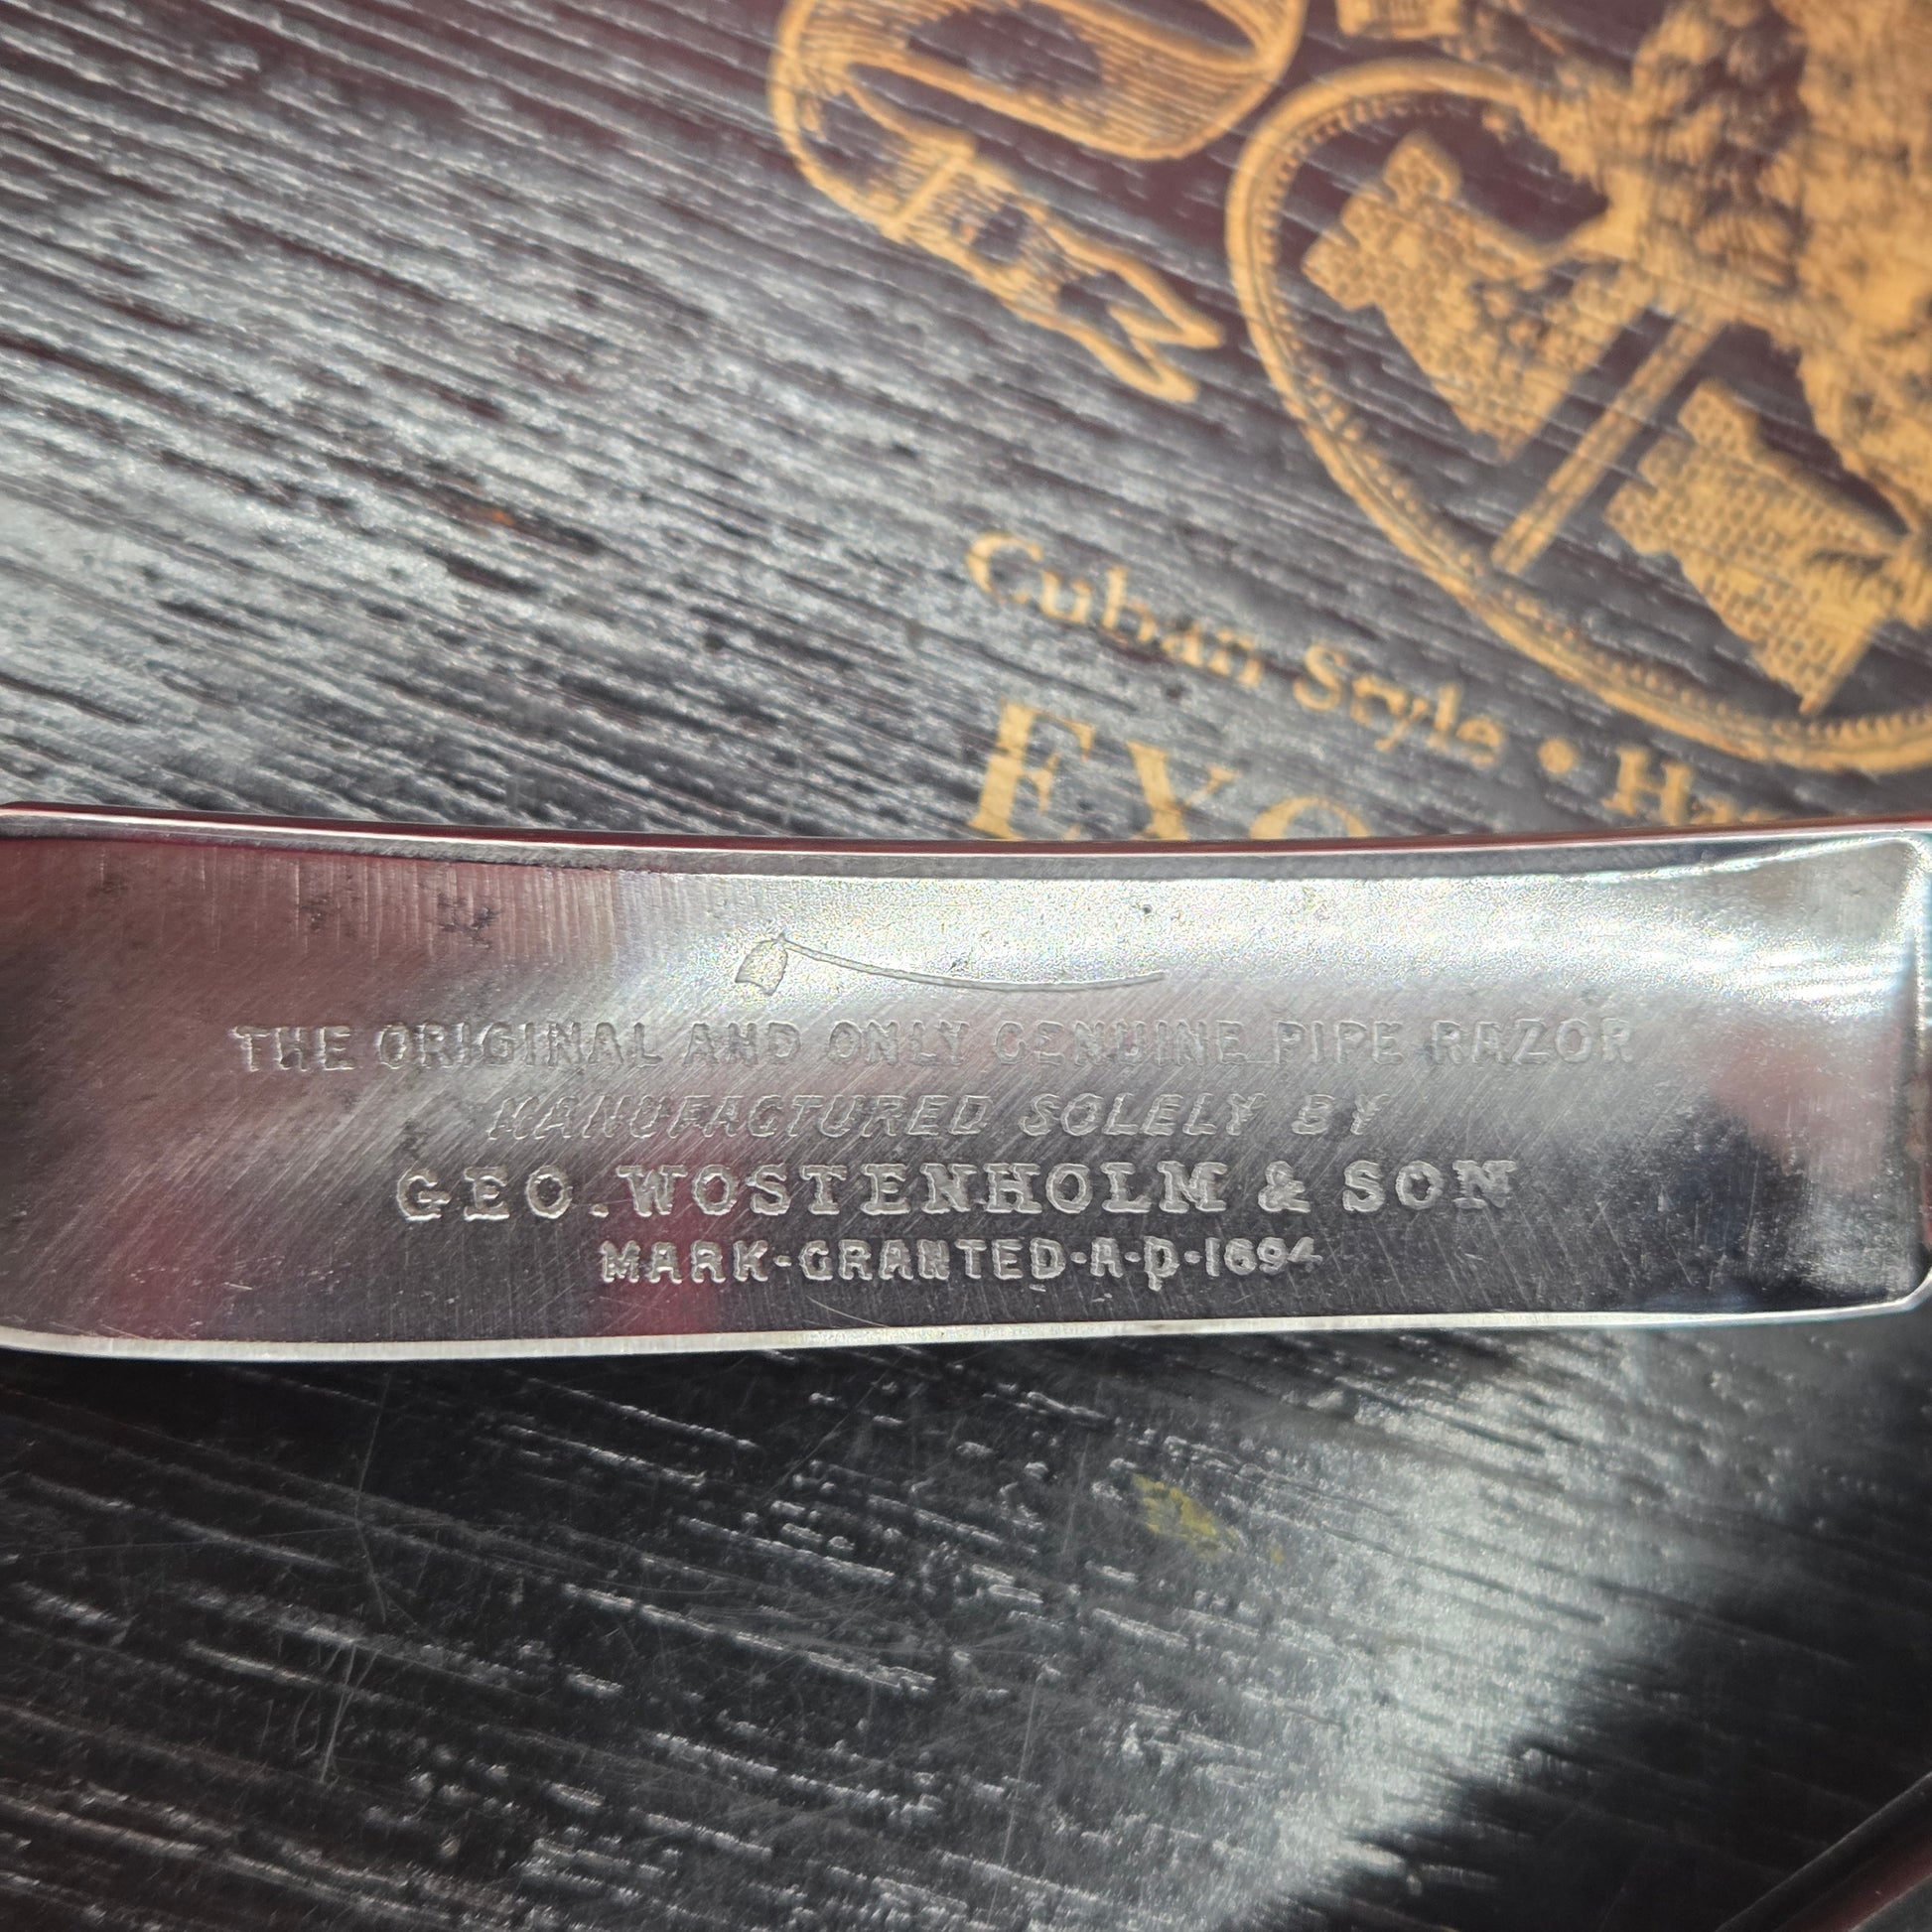 Cuban Style •
THE ORIGINAL AND ONLY GENUINE PIPE RAZOR
MANUFACTURED SOLELY BY
GEO. WOSTENHOLM & SON
MARK·GRANTED·A·D·1694